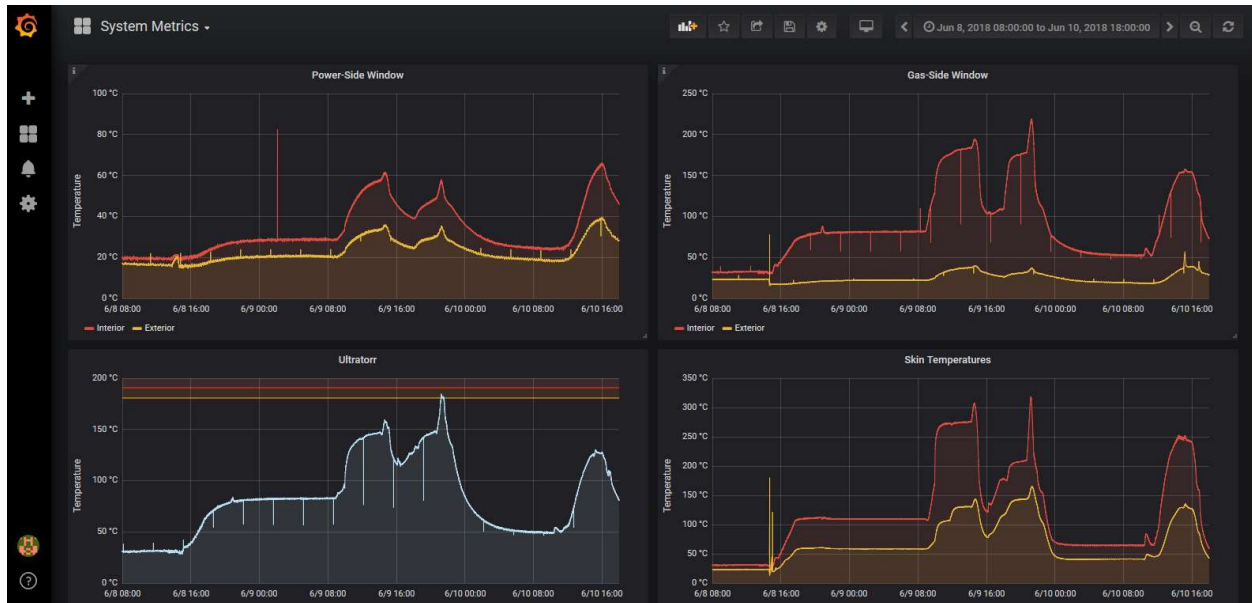 System Metrics
Jun 8, 2018 08:00:00 to Jun 10, 2018 18:00:00
i
Power-Side Window
100 °C
80 °C
60 °C
40 °C
20 °C
0 °C
Temperature
6/8 08:00 6/8 16:00 6/9 00:00 6/9 08:00 6/9 16:00 6/10 00:00 6/10 08:00 6/10 16:00
Interior Exterior
i
Gas-Side Window
250 °C
200 °C
150 °C
100 °C
50 °C
0 °C
Temperature
6/8 08:00 6/8 16:00 6/9 00:00 6/9 08:00 6/9 16:00 6/10 00:00 6/10 08:00 6/10 16:00
Interior Exterior
Ultratorr
200 °C
150 °C
100 °C
50 °C
0 °C
Temperature
6/8 08:00 6/8 16:00 6/9 00:00 6/9 08:00 6/9 16:00 6/10 00:00 6/10 08:00 6/10 16:00
Skin Temperatures
350 °C
300 °C
250 °C
200 °C
150 °C
100 °C
50 °C
0 °C
Temperature
6/8 08:00 6/8 16:00 6/9 00:00 6/9 08:00 6/9 16:00 6/10 00:00 6/10 08:00 6/10 16:00
?